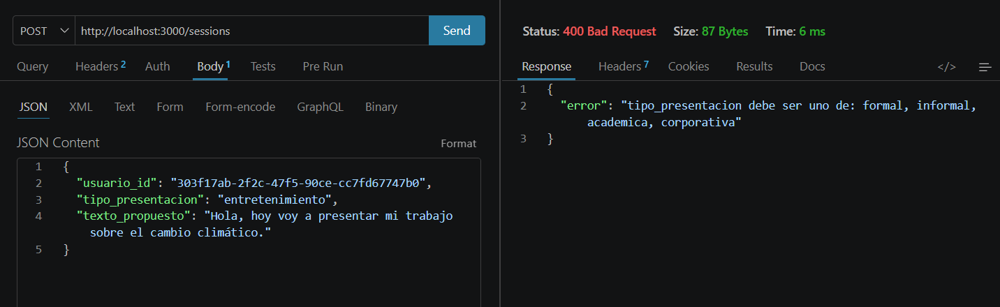 POST http://localhost:3000/sessions Send
Query Headers 2 Auth Body 1 Tests Pre Run
JSON XML Text Form Form-encode GraphQL Binary
JSON Content Format
1 {
2 "usuario_id": "303f17ab-2f2c-47f5-90ce-cc7fd67747b0",
3 "tipo_presentacion": "entretenimiento",
4 "texto_propuesto": "Hola, hoy voy a presentar mi trabajo
sobre el cambio climático."
5 }
Status: 400 Bad Request Size: 87 Bytes Time: 6 ms
Response Headers 7 Cookies Results Docs </>
1 {
2 "error": "tipo_presentacion debe ser uno de: formal, informal,
academica, corporativa"
3 }